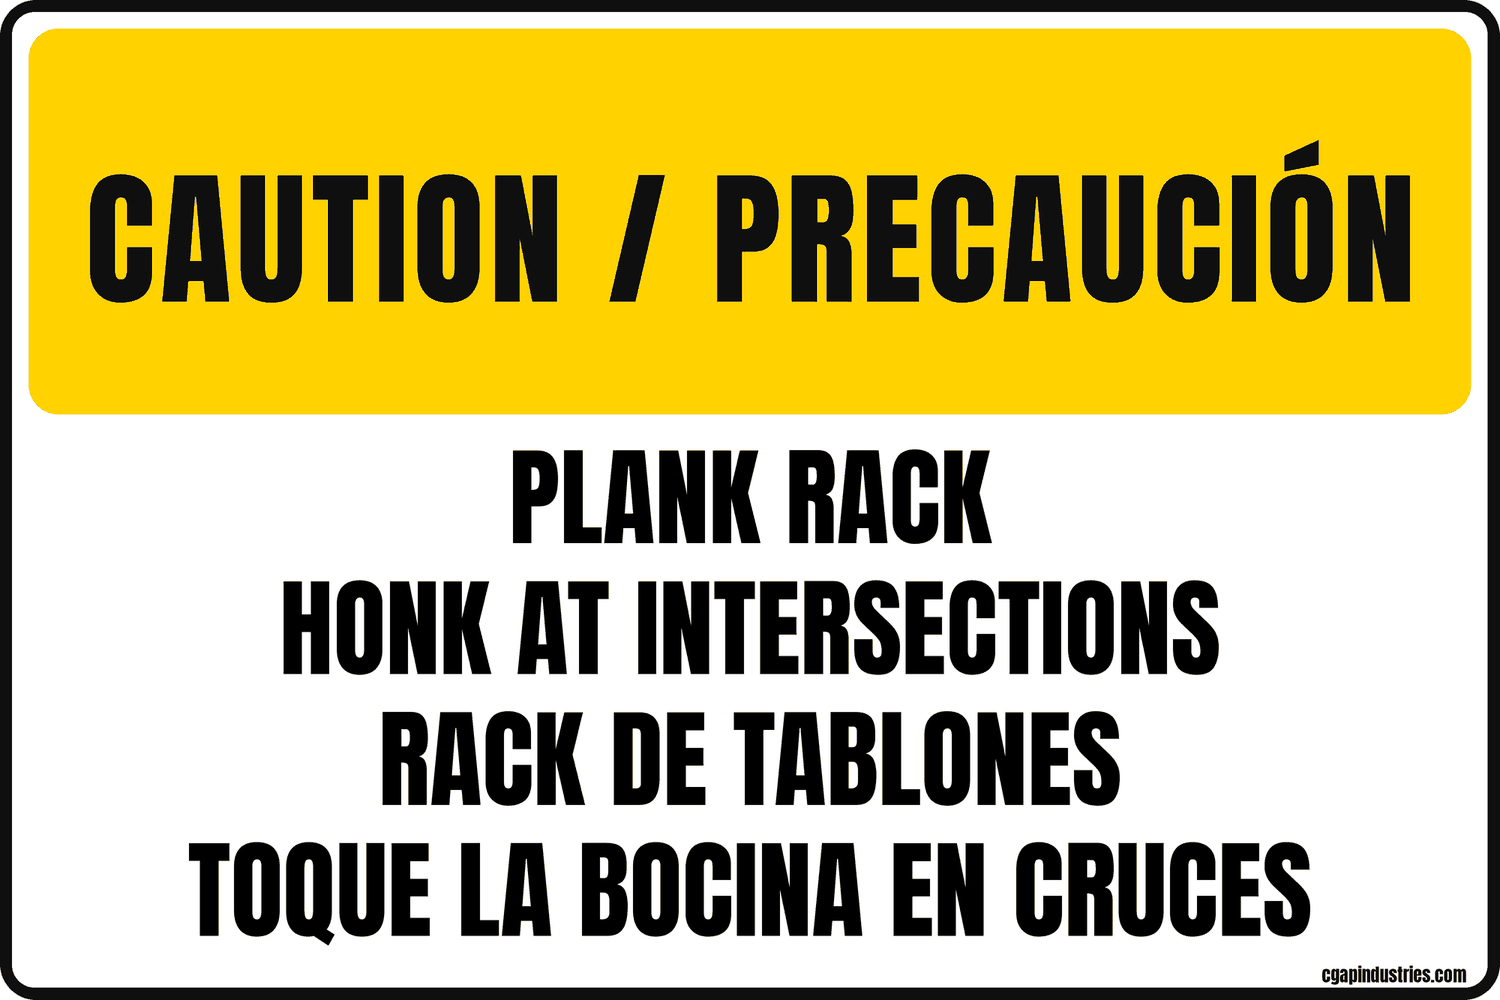 CAUTION / PRECAUCIÓN
PLANK RACK
HONK AT INTERSECTIONS
RACK DE TABLONES
TOQUE LA BOCINA EN CRUCES
cgapindustries.com